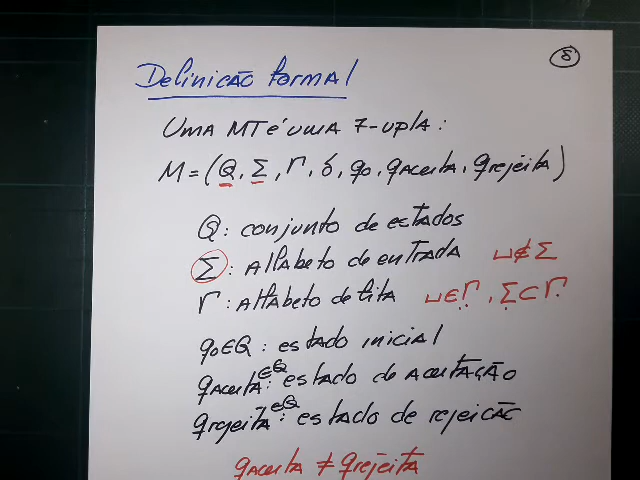 8
Definição formal
Uma MT é uma 7-upla:
M = (Q, Σ, Γ, δ, q0, qaceita, qrejeita)
Q: conjunto de estados
Σ: alfabeto de entrada ⊔∉Σ
Γ: alfabeto de fita ⊔∈Γ, Σ⊂Γ
q0∈Q: estado inicial
qaceita∈Q: estado de aceitação
qrejeita∈Q: estado de rejeição
qaceita ≠ qrejeita